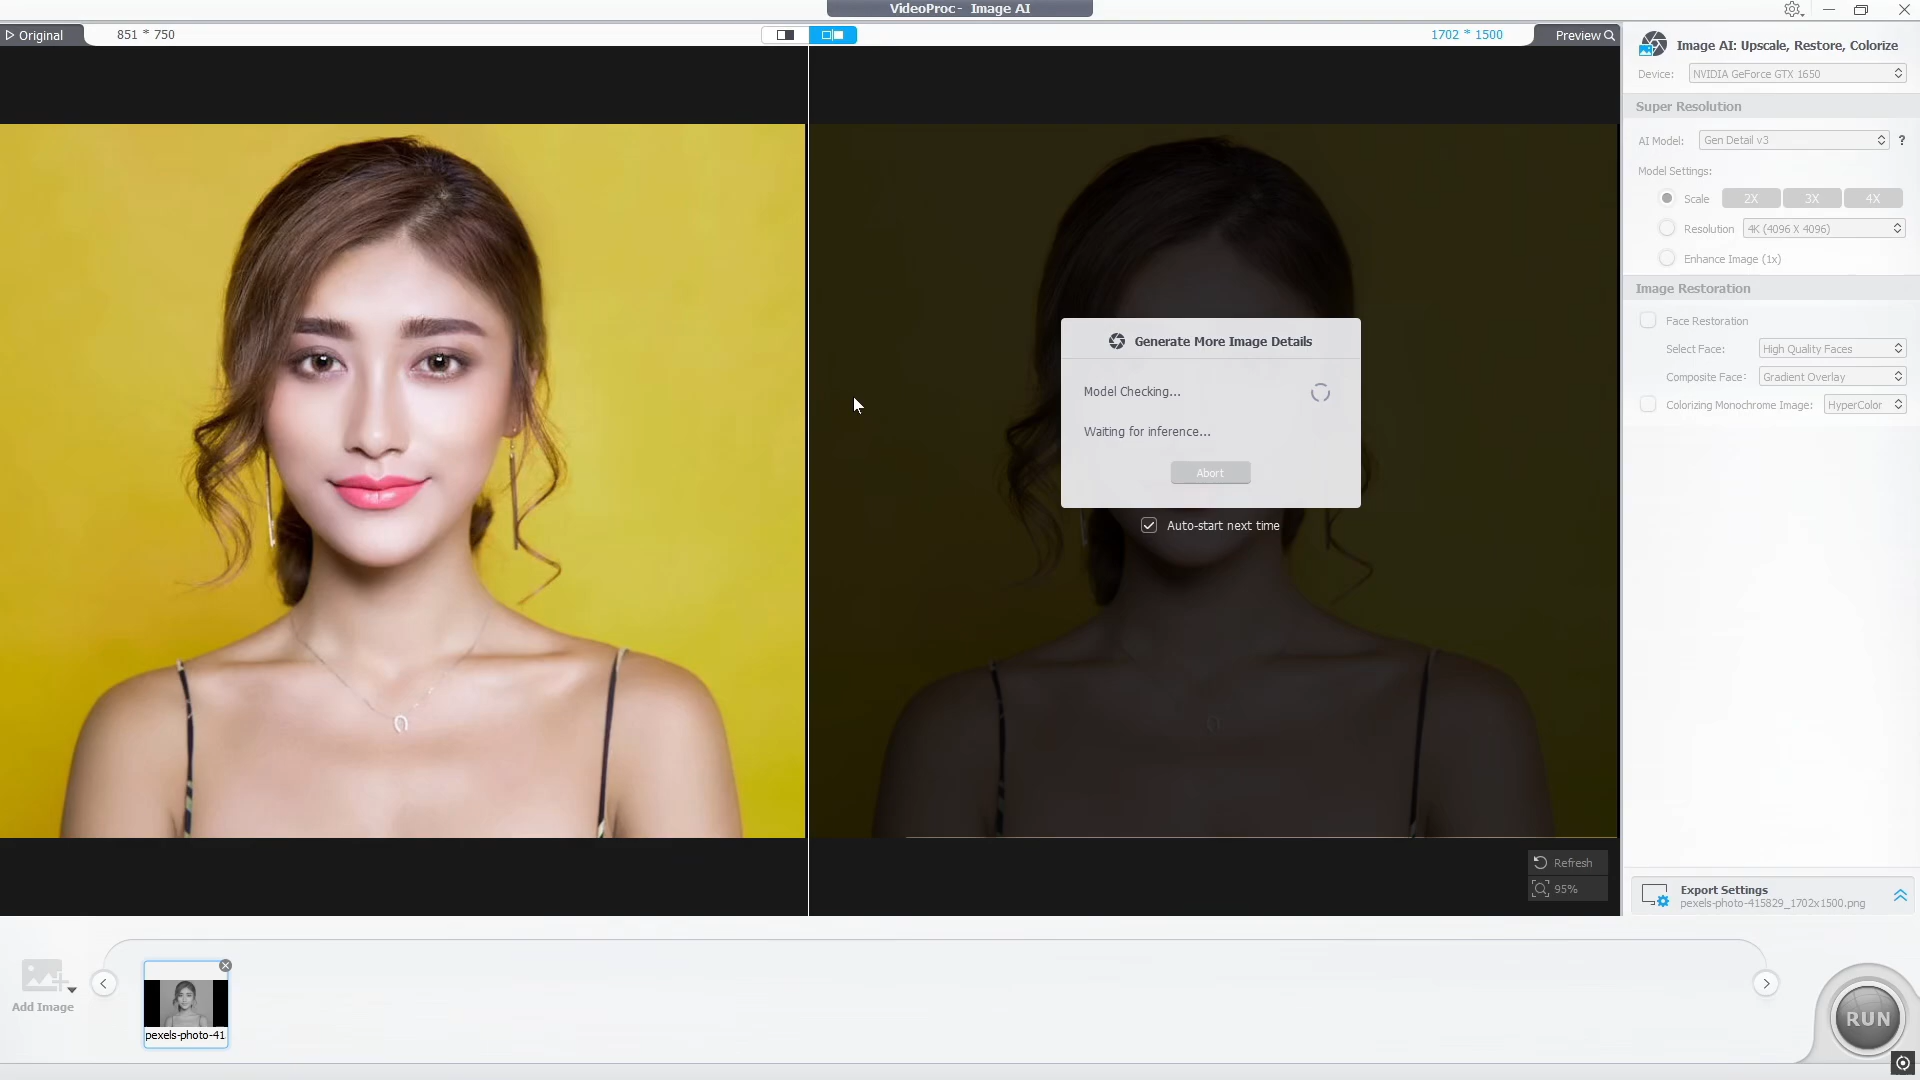 VideoProc - Image AI
Original
851 * 750
1702 * 1500
Preview
Image AI: Upscale, Restore, Colorize
Device:
NVIDIA GeForce GTX 1650
Super Resolution
AI Model:
Gen Detail v3
?
Model Settings:
Scale
2X
3X
4X
Resolution
4K (4096 X 4096)
Enhance Image (1x)
Image Restoration
Face Restoration
Select Face:
High Quality Faces
Composite Face:
Gradient Overlay
Colorizing Monochrome Image:
HyperColor
Generate More Image Details
Model Checking...
Waiting for inference...
Abort
Auto-start next time
Refresh
95%
Export Settings
pexels-photo-415829_1702x1500.png
Add Image
pexels-photo-41
RUN